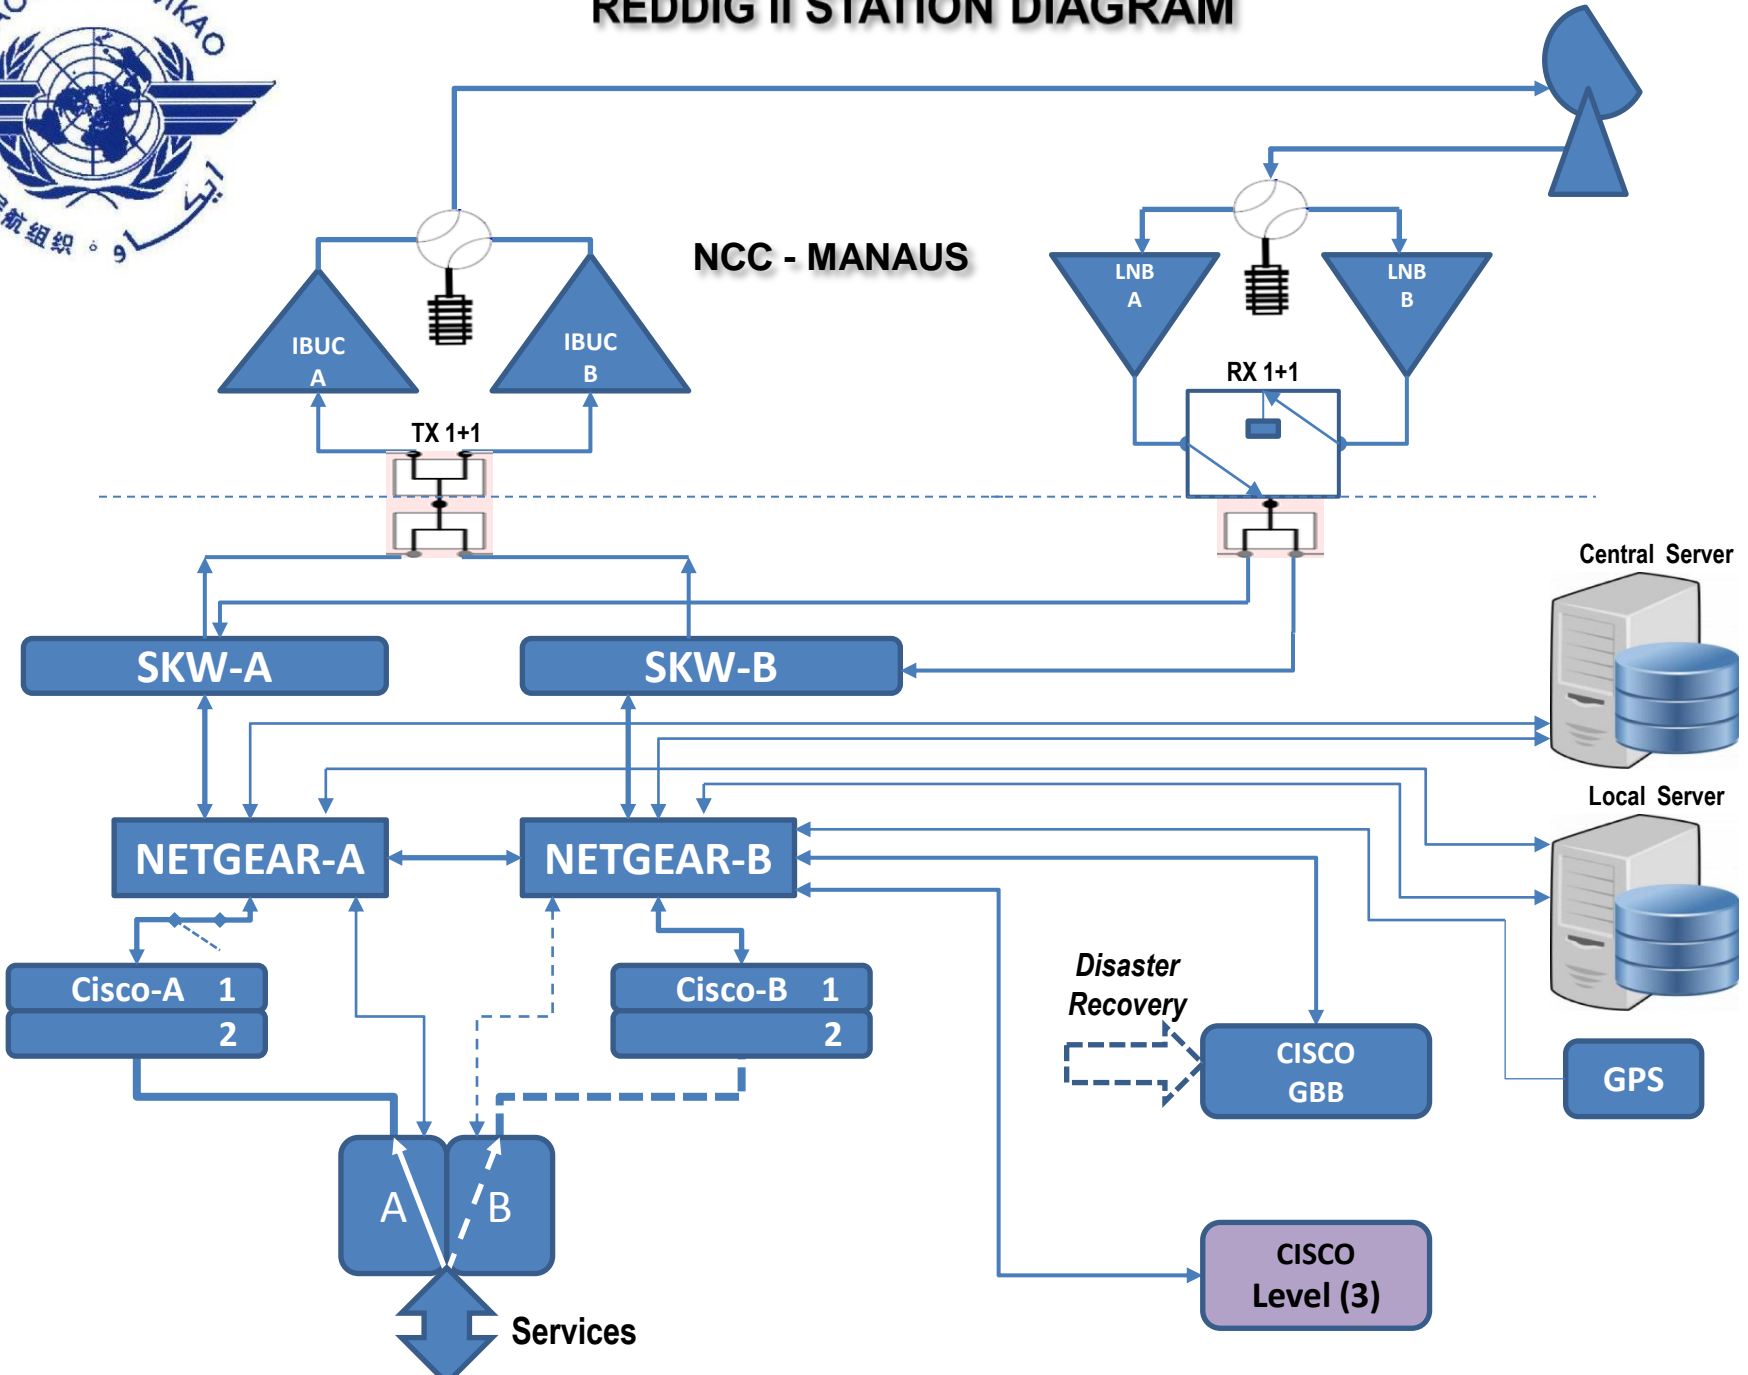 REDDIG II STATION DIAGRAM
NCC - MANAUS
LNB
A
LNB
B
IBUC
A
IBUC
B
RX 1+1
TX 1+1
Central Server
SKW-A
SKW-B
Local Server
NETGEAR-A
NETGEAR-B
Cisco-A 1
2
Cisco-B 1
2
Disaster
Recovery
CISCO
GBB
GPS
A
B
CISCO
Level (3)
Services